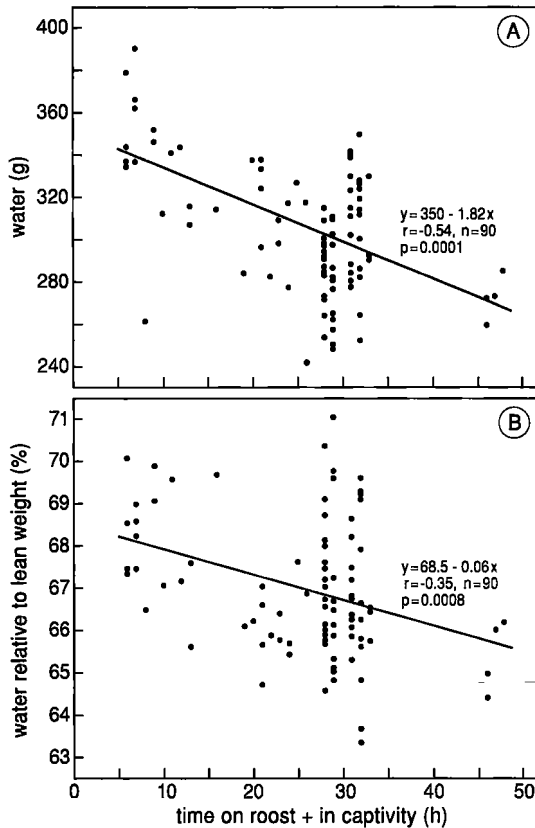 A
water (g)
400
360
320
280
240
y=350 - 1.82x
r=-0.54, n=90
p=0.0001
B
water relative to lean weight (%)
71
70
69
68
67
66
65
64
63
y=68.5 - 0.06x
r=-0.35, n=90
p=0.0008
0 10 20 30 40 50
time on roost + in captivity (h)